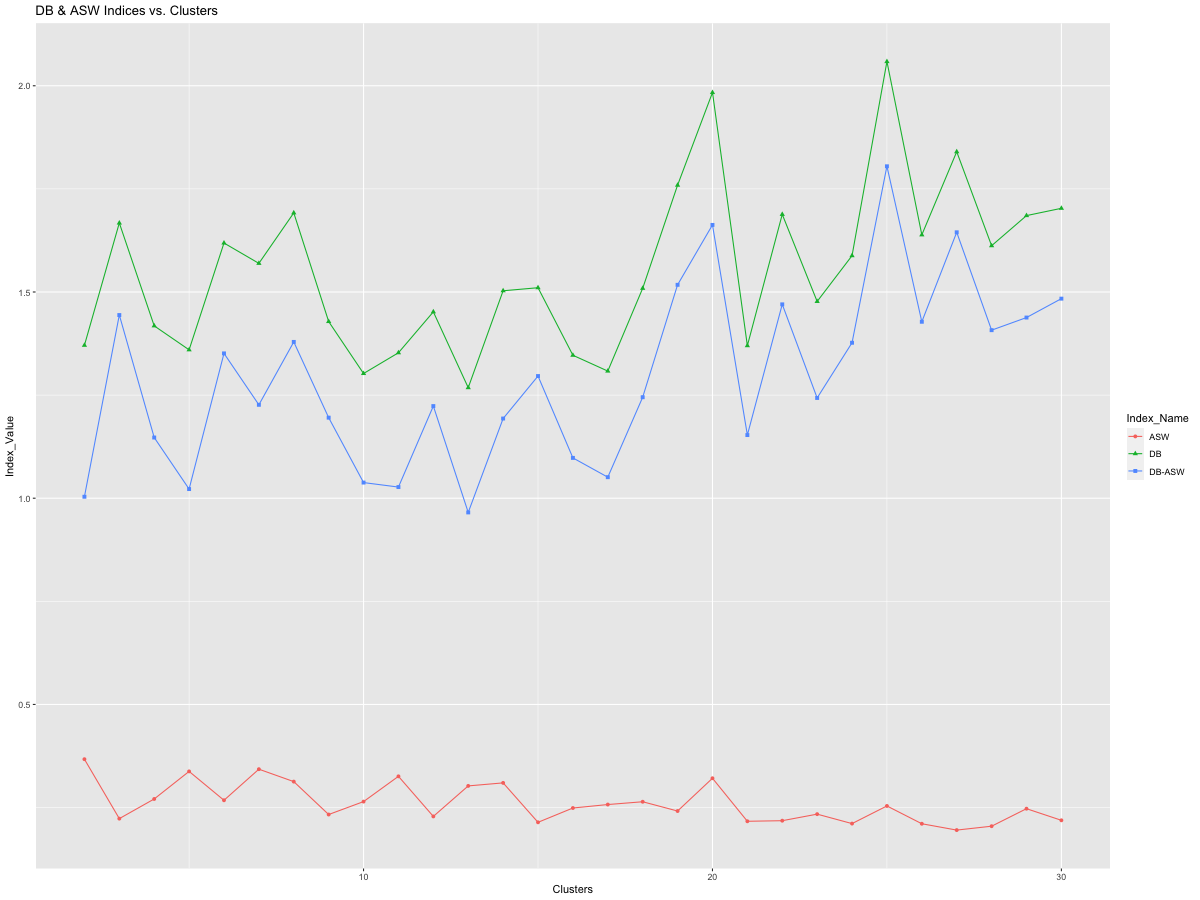 DB & ASW Indices vs. Clusters
2.0
1.5
1.0
0.5
Index_Value
10
20
30
Clusters
Index_Name
ASW
DB
DB-ASW